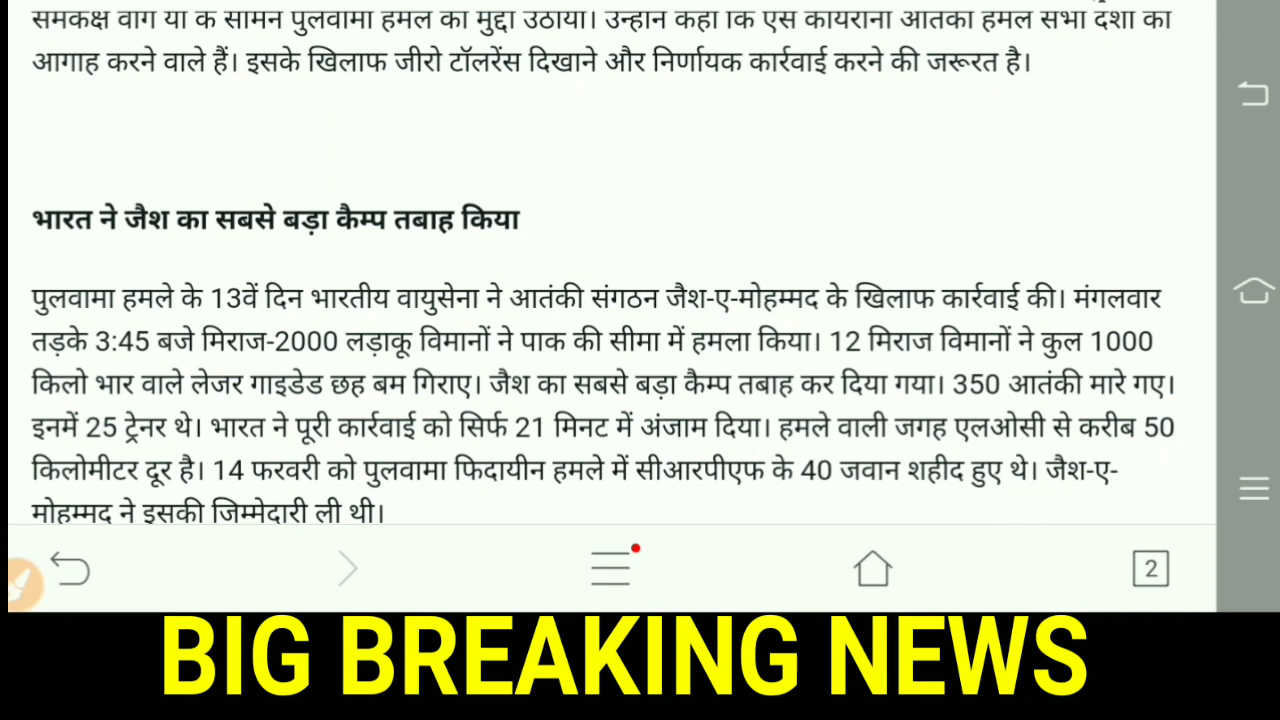 समकक्ष वांग यी के सामने पुलवामा हमले का मुद्दा उठाया। उन्होंने कहा कि ऐसे कायराना आतंकी हमले सभी देशों को
आगाह करने वाले हैं। इसके खिलाफ जीरो टॉलरेंस दिखाने और निर्णायक कार्रवाई करने की जरूरत है।
भारत ने जैश का सबसे बड़ा कैम्प तबाह किया
पुलवामा हमले के 13वें दिन भारतीय वायुसेना ने आतंकी संगठन जैश-ए-मोहम्मद के खिलाफ कार्रवाई की। मंगलवार
तड़के 3:45 बजे मिराज-2000 लड़ाकू विमानों ने पाक की सीमा में हमला किया। 12 मिराज विमानों ने कुल 1000
किलो भार वाले लेजर गाइडेड छह बम गिराए। जैश का सबसे बड़ा कैम्प तबाह कर दिया गया। 350 आतंकी मारे गए।
इनमें 25 ट्रेनर थे। भारत ने पूरी कार्रवाई को सिर्फ 21 मिनट में अंजाम दिया। हमले वाली जगह एलओसी से करीब 50
किलोमीटर दूर है। 14 फरवरी को पुलवामा फिदायीन हमले में सीआरपीएफ के 40 जवान शहीद हुए थे। जैश-ए-
मोहम्मद ने इसकी जिम्मेदारी ली थी।
2
BIG BREAKING NEWS